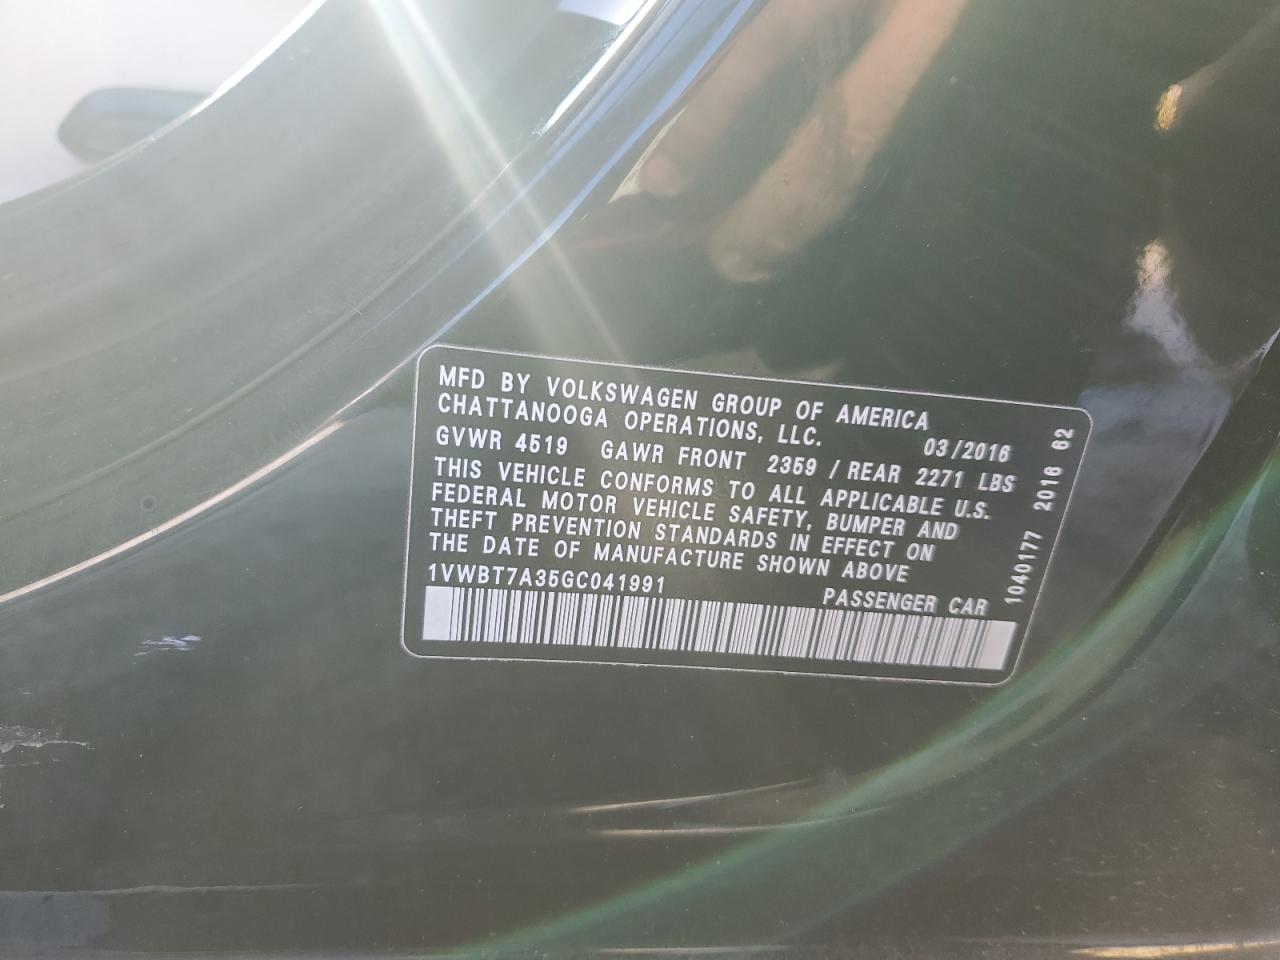 MFD BY VOLKSWAGEN GROUP OF AMERICA
CHATTANOOGA OPERATIONS, LLC.
03/2016
GVWR 4519 GAWR FRONT 2359 / REAR 2271 LBS
THIS VEHICLE CONFORMS TO ALL APPLICABLE U.S.
FEDERAL MOTOR VEHICLE SAFETY, BUMPER AND
THEFT PREVENTION STANDARDS IN EFFECT ON
THE DATE OF MANUFACTURE SHOWN ABOVE
1VWBT7A35GC041991
PASSENGER CAR
1040177 2016 62